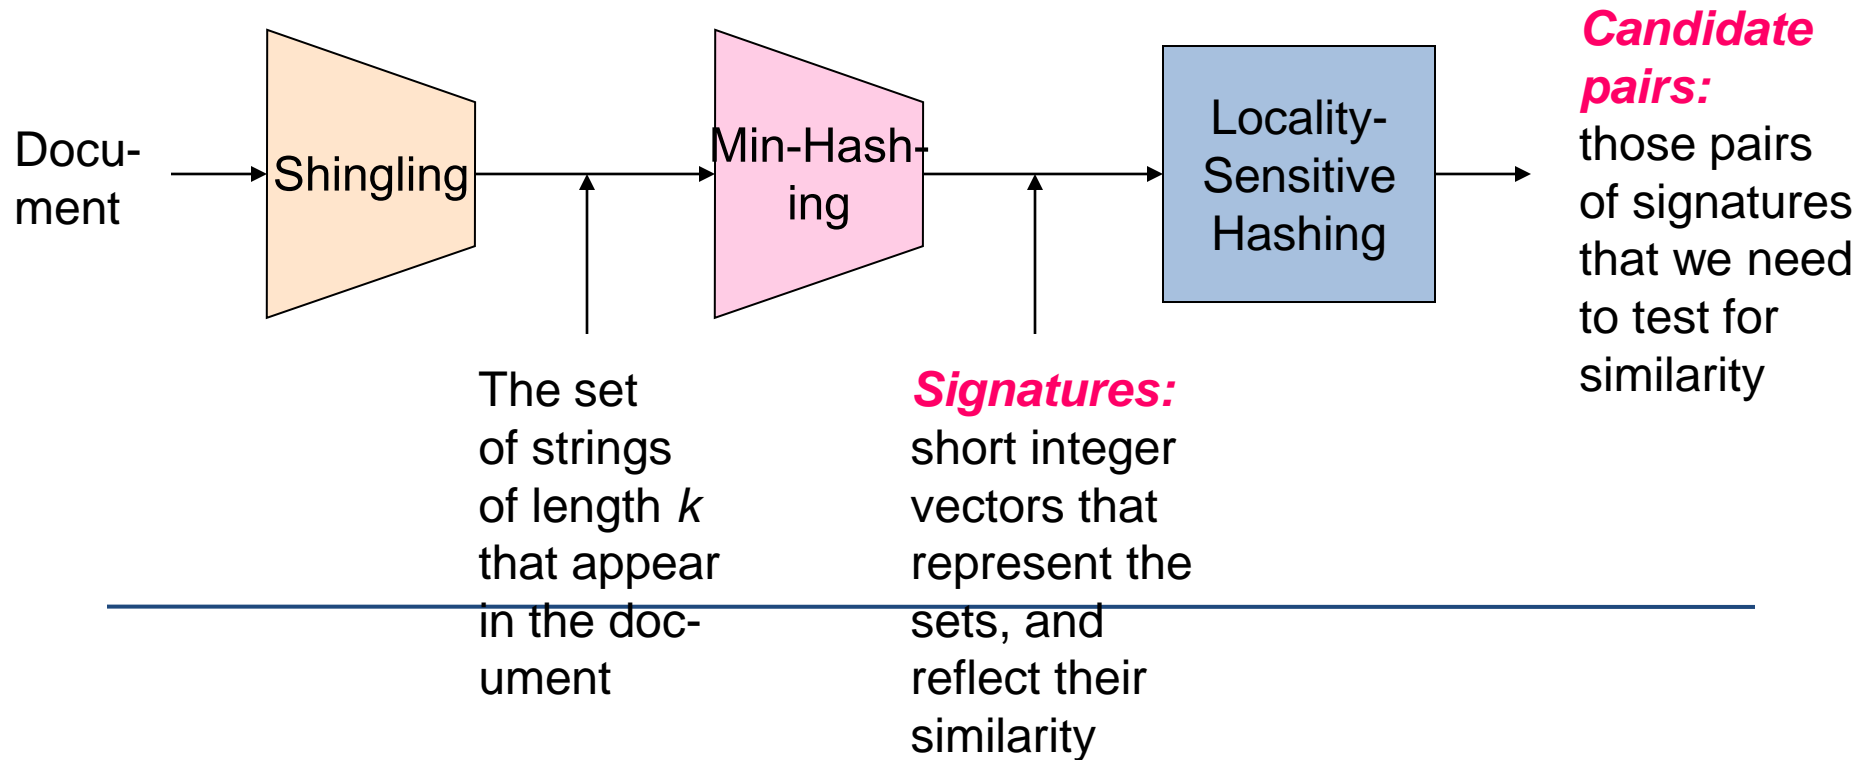 Docu-
ment
Shingling
The set
of strings
of length k
that appear
in the doc-
ument
Min-Hash-
ing
Signatures:
short integer
vectors that
represent the
sets, and
reflect their
similarity
Locality-
Sensitive
Hashing
Candidate
pairs:
those pairs
of signatures
that we need
to test for
similarity